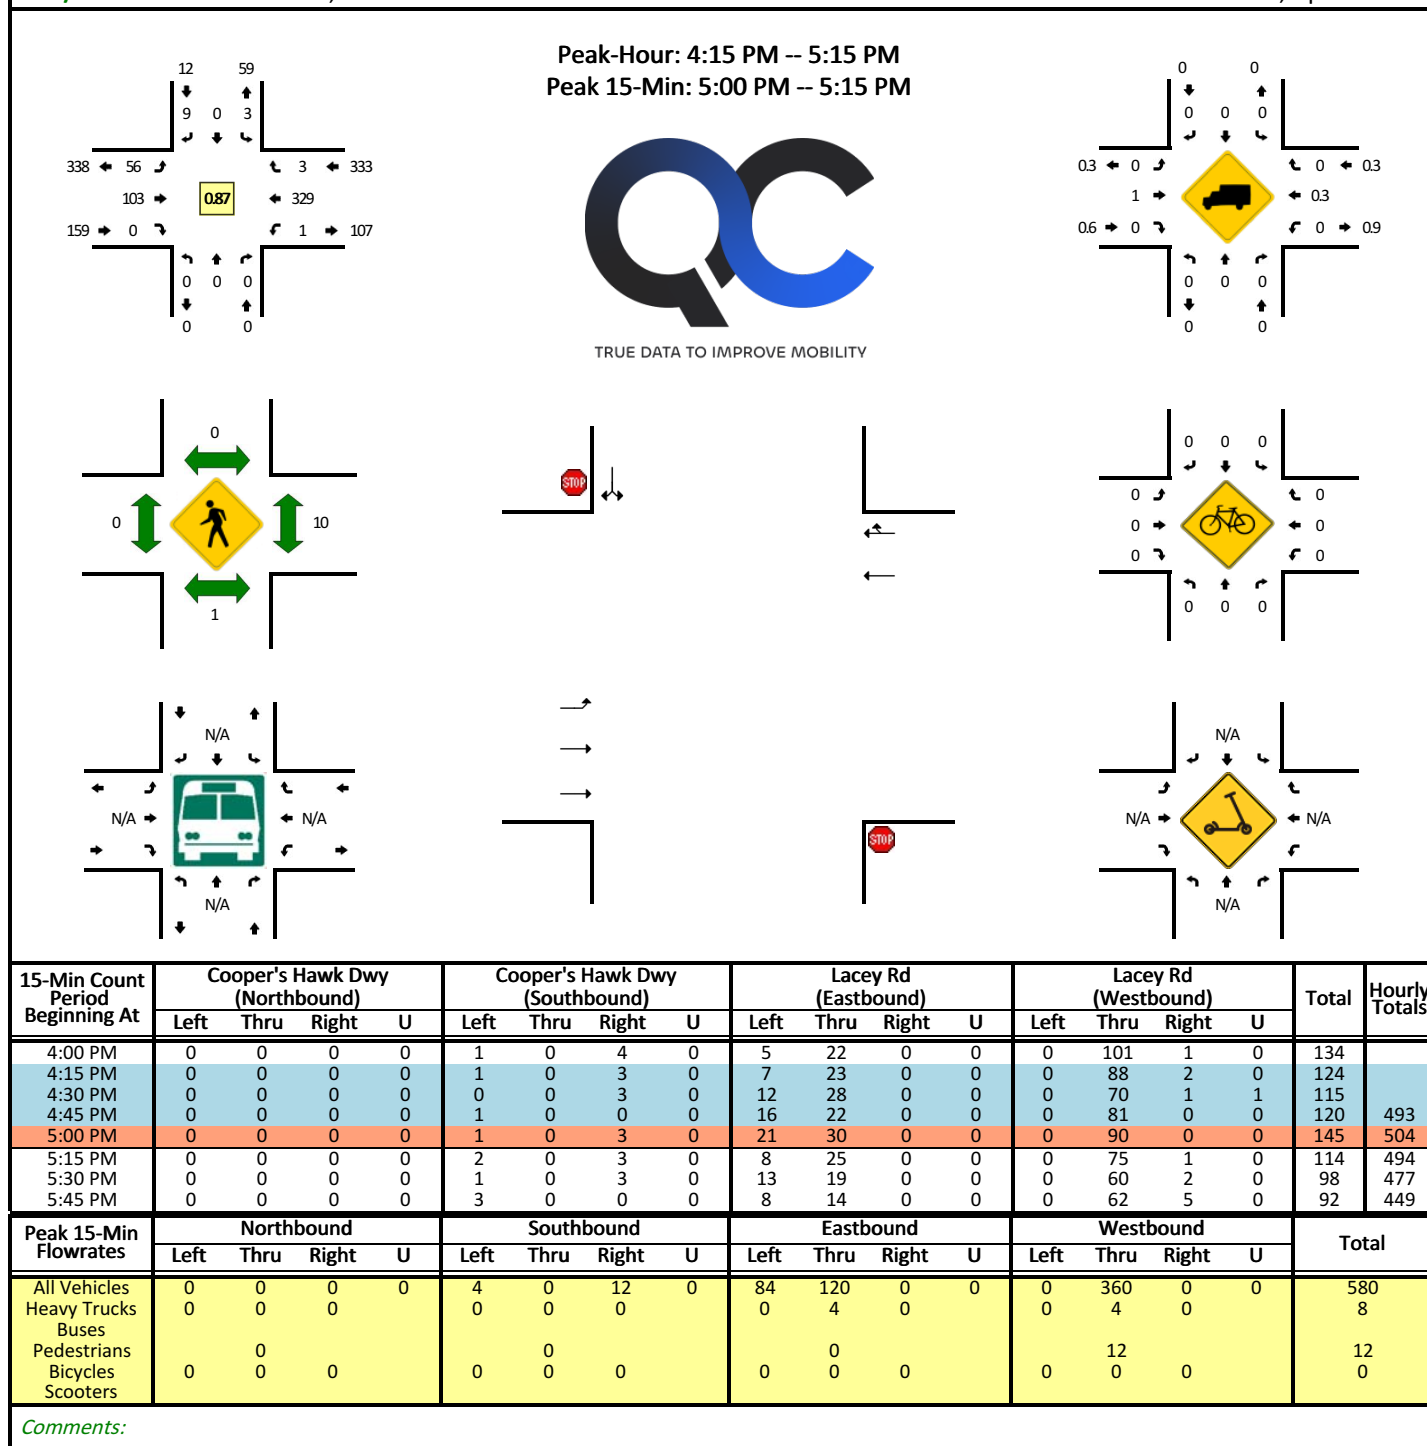 Peak-Hour: 4:15 PM -- 5:15 PM
Peak 15-Min: 5:00 PM -- 5:15 PM
12 59
9 0 3
338 56 3 333
103 0.87 329
159 0 1 107
0 0 0
0 0
0 0
0 0 0
0.3 0 0 0.3
1 0.3
0.6 0 0 0.9
0 0 0
0 0
QC
TRUE DATA TO IMPROVE MOBILITY
0
0 10
1
STOP
STOP
0 0 0
0 0
0 0
0 0
0 0 0
N/A
N/A N/A
N/A
N/A
N/A N/A
N/A
15-Min Count Period Beginning At Cooper's Hawk Dwy (Northbound) Cooper's Hawk Dwy (Southbound) Lacey Rd (Eastbound) Lacey Rd (Westbound) Total Hourly Totals
Left Thru Right U Left Thru Right U Left Thru Right U Left Thru Right U
4:00 PM 0 0 0 0 1 0 4 0 5 22 0 0 0 101 1 0 134
4:15 PM 0 0 0 0 1 0 3 0 7 23 0 0 0 88 2 0 124
4:30 PM 0 0 0 0 0 0 3 0 12 28 0 0 0 70 1 1 115
4:45 PM 0 0 0 0 1 0 0 0 16 22 0 0 0 81 0 0 120 493
5:00 PM 0 0 0 0 1 0 3 0 21 30 0 0 0 90 0 0 145 504
5:15 PM 0 0 0 0 2 0 3 0 8 25 0 0 0 75 1 0 114 494
5:30 PM 0 0 0 0 1 0 3 0 13 19 0 0 0 60 2 0 98 477
5:45 PM 0 0 0 0 3 0 0 0 8 14 0 0 0 62 5 0 92 449
Peak 15-Min Flowrates Northbound Southbound Eastbound Westbound Total
Left Thru Right U Left Thru Right U Left Thru Right U Left Thru Right U
All Vehicles 0 0 0 0 4 0 12 0 84 120 0 0 0 360 0 0 580
Heavy Trucks 0 0 0 0 0 0 0 4 0 0 4 0 8
Buses
Pedestrians 0 0 0 12 12
Bicycles 0 0 0 0 0 0 0 0 0 0 0 0 0
Scooters
Comments: